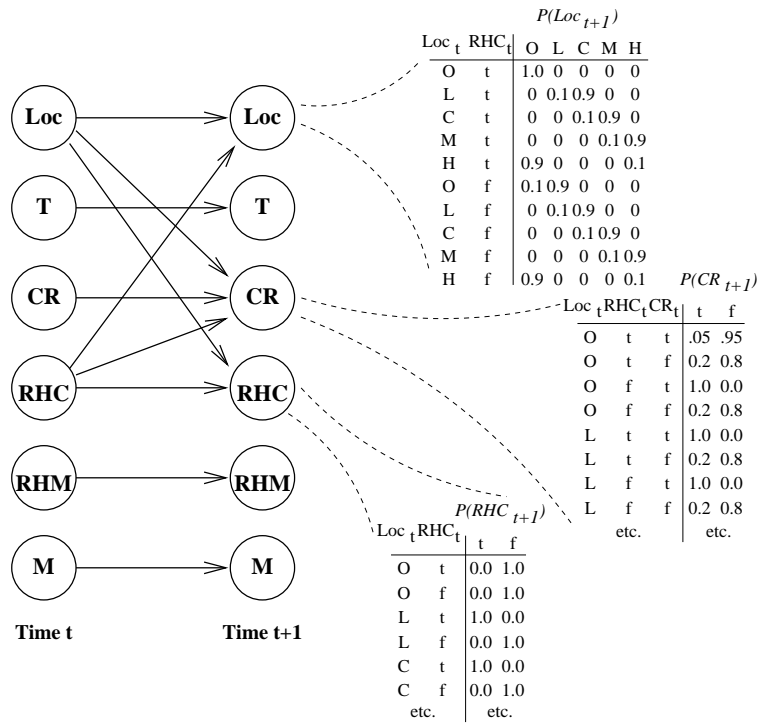 Loc
T
CR
RHC
RHM
M
Time t
Loc
T
CR
RHC
RHM
M
Time t+1
P(Loc t+1)
Loc t RHC t O L C M H
O t 1.0 0 0 0 0
L t 0 0.1 0.9 0 0
C t 0 0 0.1 0.9 0
M t 0 0 0 0.1 0.9
H t 0.9 0 0 0 0.1
O f 0.1 0.9 0 0 0
L f 0 0.1 0.9 0 0
C f 0 0 0.1 0.9 0
M f 0 0 0 0.1 0.9
H f 0.9 0 0 0 0.1
P(CR t+1)
Loc t RHC t CR t t f
O t t .05 .95
O t f 0.2 0.8
O f t 1.0 0.0
O f f 0.2 0.8
L t t 1.0 0.0
L t f 0.2 0.8
L f t 1.0 0.0
L f f 0.2 0.8
etc. etc.
P(RHC t+1)
Loc t RHC t t f
O t 0.0 1.0
O f 0.0 1.0
L t 1.0 0.0
L f 0.0 1.0
C t 1.0 0.0
C f 0.0 1.0
etc. etc.